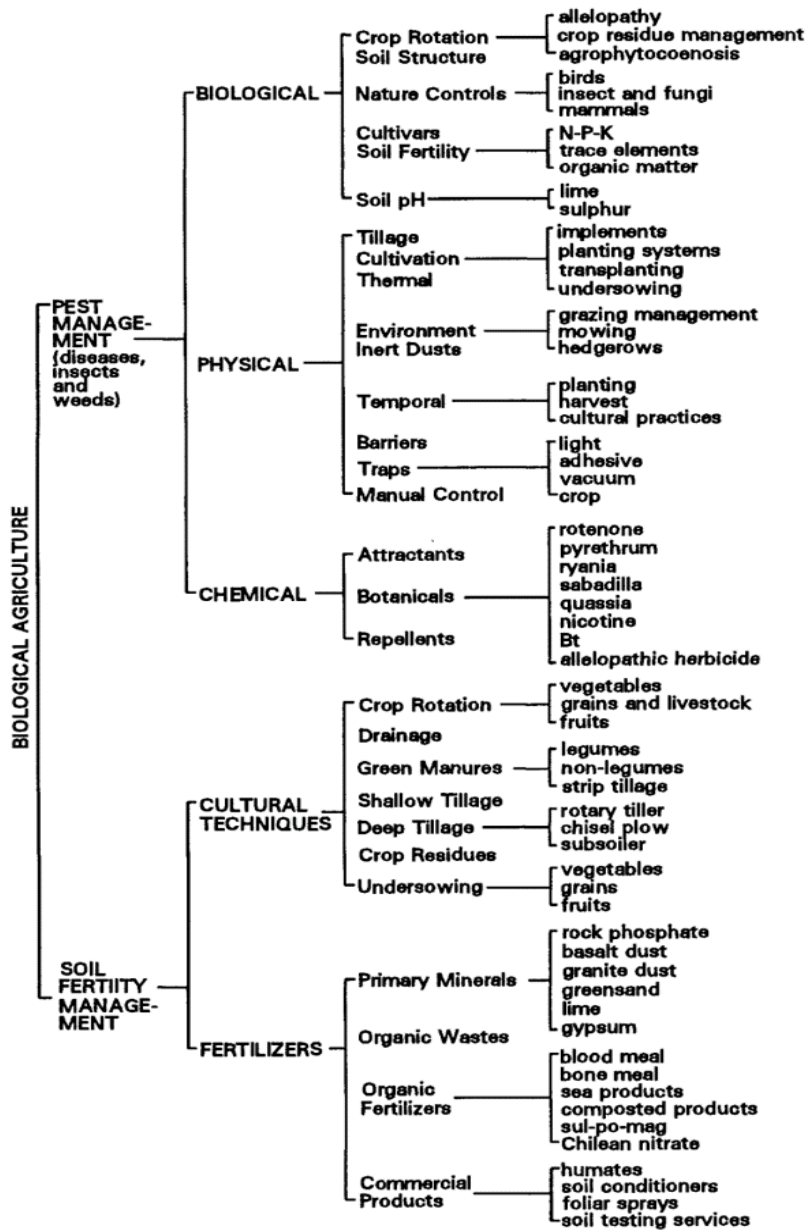 BIOLOGICAL AGRICULTURE
PEST
MANAGE-
MENT
(diseases,
insects
and
weeds)
BIOLOGICAL
Crop Rotation
Soil Structure
allelopathy
crop residue management
agrophytocoenosis
Nature Controls
birds
insect and fungi
mammals
Cultivars
Soil Fertility
N-P-K
trace elements
organic matter
Soil pH
lime
sulphur
PHYSICAL
Tillage
Cultivation
Thermal
implements
planting systems
transplanting
undersowing
Environment
Inert Dusts
grazing management
mowing
hedgerows
Temporal
planting
harvest
cultural practices
Barriers
Traps
Manual Control
light
adhesive
vacuum
crop
CHEMICAL
Attractants
Botanicals
Repellents
rotenone
pyrethrum
ryania
sabadilla
quassia
nicotine
Bt
allelopathic herbicide
SOIL
FERTIITY
MANAGE-
MENT
CULTURAL
TECHNIQUES
Crop Rotation
vegetables
grains and livestock
fruits
Drainage
Green Manures
legumes
non-legumes
strip tillage
Shallow Tillage
Deep Tillage
rotary tiller
chisel plow
subsoiler
Crop Residues
Undersowing
vegetables
grains
fruits
FERTILIZERS
Primary Minerals
rock phosphate
basalt dust
granite dust
greensand
lime
gypsum
Organic Wastes
Organic
Fertilizers
blood meal
bone meal
sea products
composted products
sul-po-mag
Chilean nitrate
Commercial
Products
humates
soil conditioners
foliar sprays
soil testing services